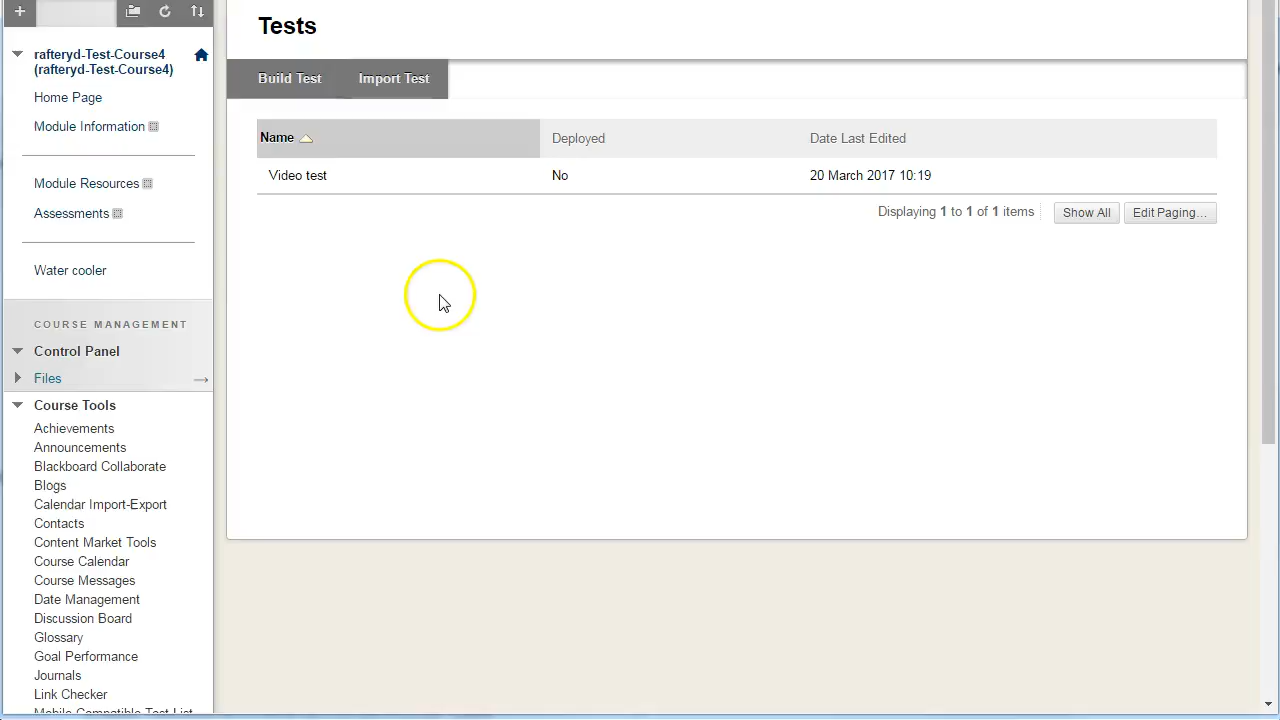 Tests
rafteryd-Test-Course4
(rafteryd-Test-Course4)
Home Page
Module Information
Module Resources
Assessments
Water cooler
COURSE MANAGEMENT
Control Panel
Files
Course Tools
Achievements
Announcements
Blackboard Collaborate
Blogs
Calendar Import-Export
Contacts
Content Market Tools
Course Calendar
Course Messages
Date Management
Discussion Board
Glossary
Goal Performance
Journals
Link Checker
Mobile Compatible Test List
Build Test Import Test
Name Deployed Date Last Edited
Video test No 20 March 2017 10:19
Displaying 1 to 1 of 1 items Show All Edit Paging...